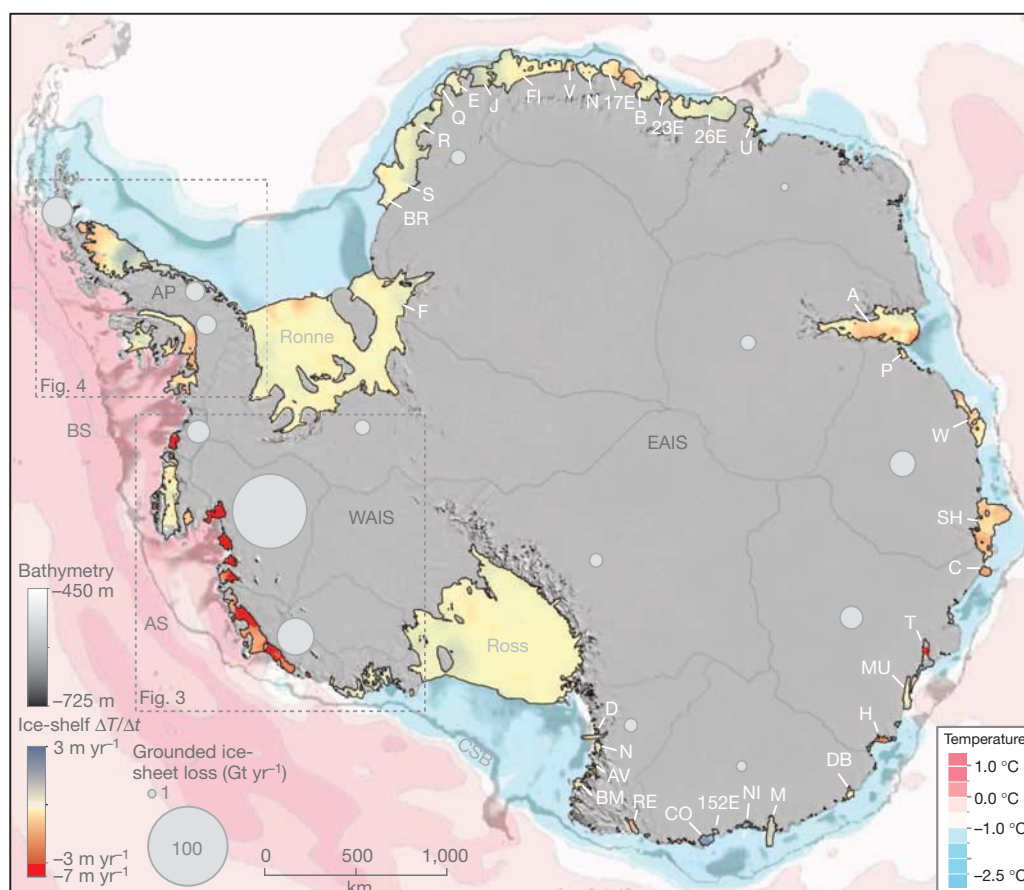 Q
E
J
FI
V
N
17E
B
23E
26E
U
R
S
BR
AP
Ronne
F
A
P
Fig. 4
BS
W
EAIS
WAIS
SH
C
Bathymetry
−450 m
−725 m
AS
Ross
T
MU
Fig. 3
Ice-shelf ΔT/Δt
3 m yr⁻¹
−3 m yr⁻¹
−7 m yr⁻¹
Grounded ice-
sheet loss (Gt yr⁻¹)
1
100
0 500 1,000
km
CSB
D
N
AV
BM
RE
CO
152E
NI
M
DB
H
Temperature
1.0 °C
0.0 °C
−1.0 °C
−2.5 °C